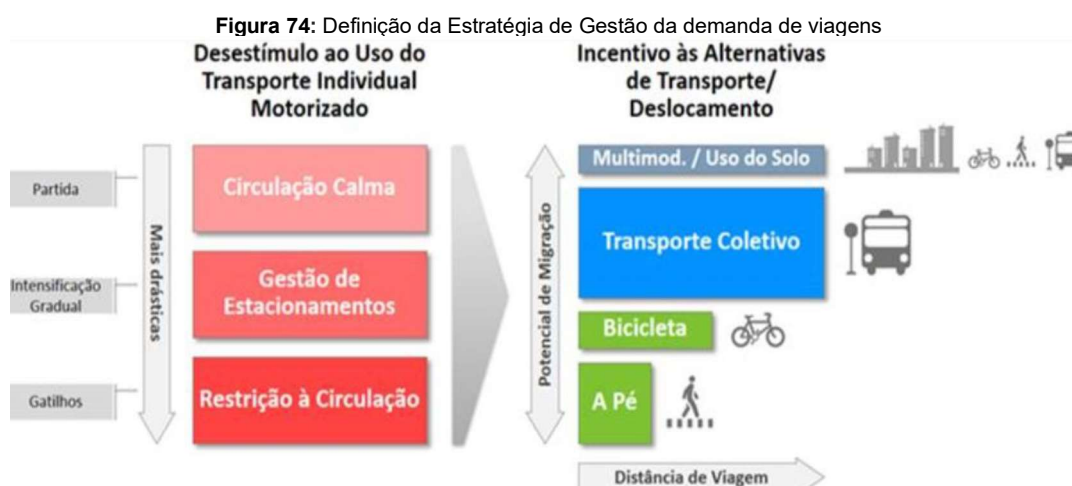 Figura 74: Definição da Estratégia de Gestão da demanda de viagens
Desestímulo ao Uso do
Transporte Individual
Motorizado
Incentivo às Alternativas
de Transporte/
Deslocamento
Partida
Intensificação
Gradual
Gatilhos
Mais drásticas
Circulação Calma
Gestão de
Estacionamentos
Restrição à Circulação
Potencial de Migração
Multimod. / Uso do Solo
Transporte Coletivo
Bicicleta
A Pé
Distância de Viagem